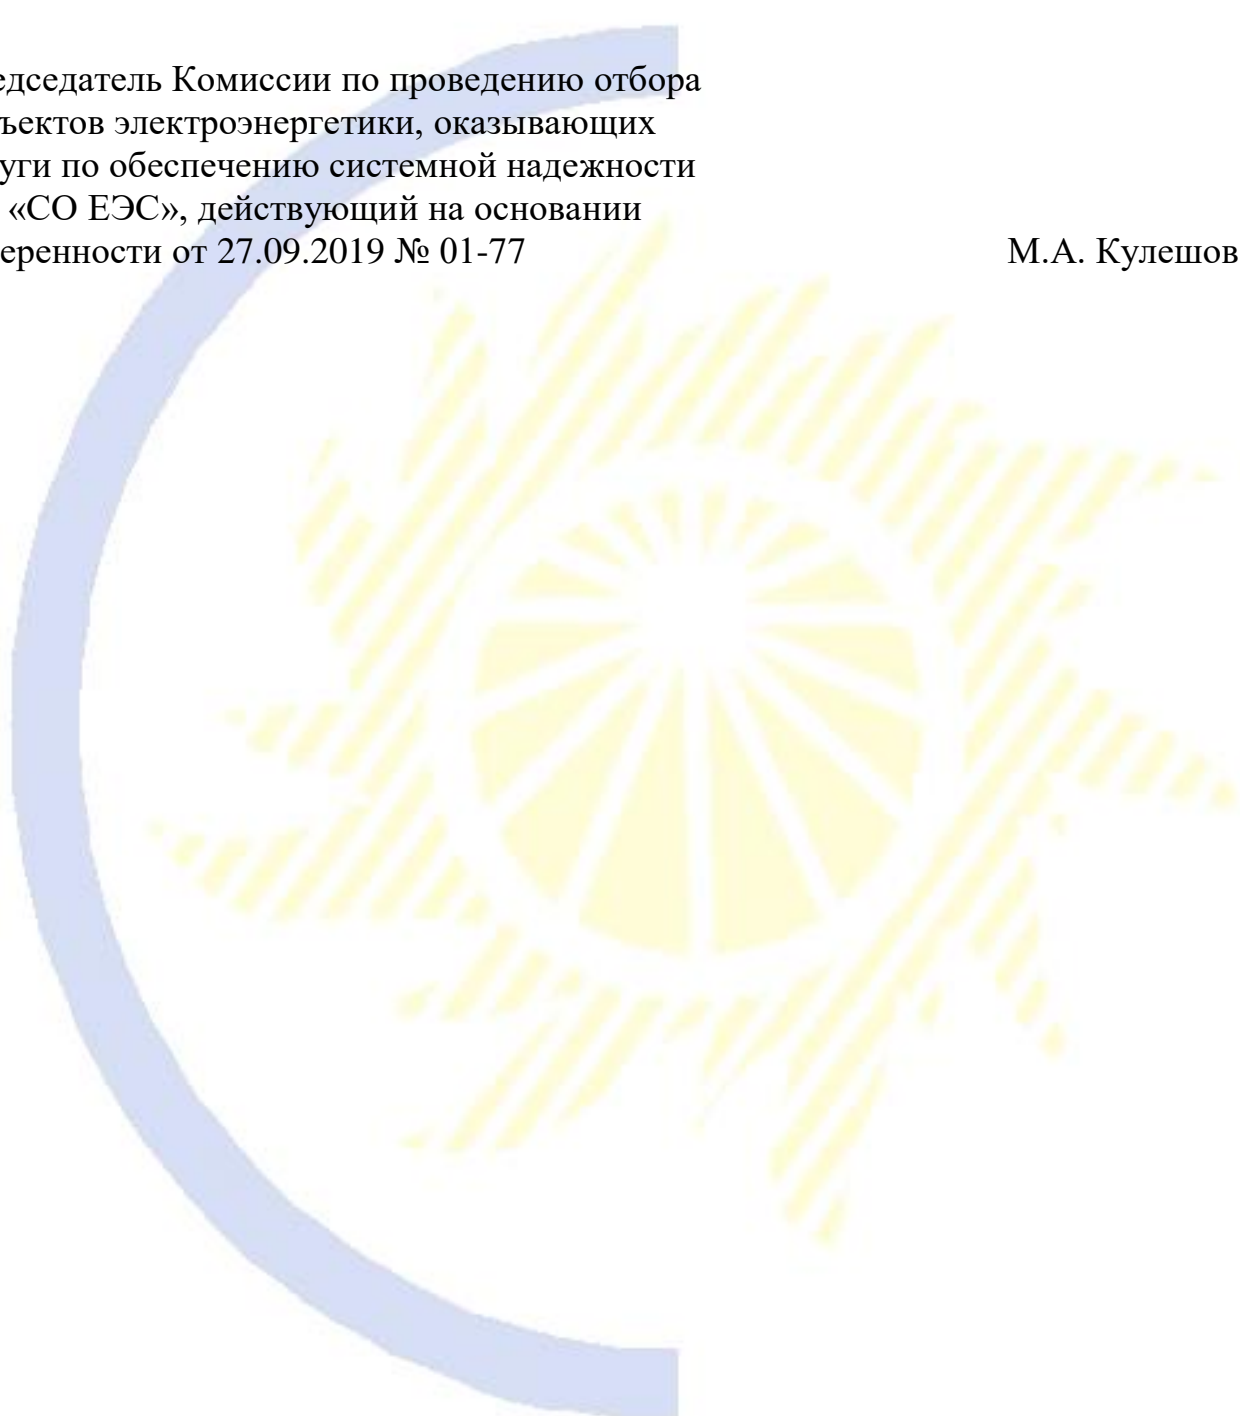 едседатель Комиссии по проведению отбора
ъектов электроэнергетики, оказывающих
уги по обеспечению системной надежности
«СО ЕЭС», действующий на основании
еренности от 27.09.2019 № 01-77 М.А. Кулешов